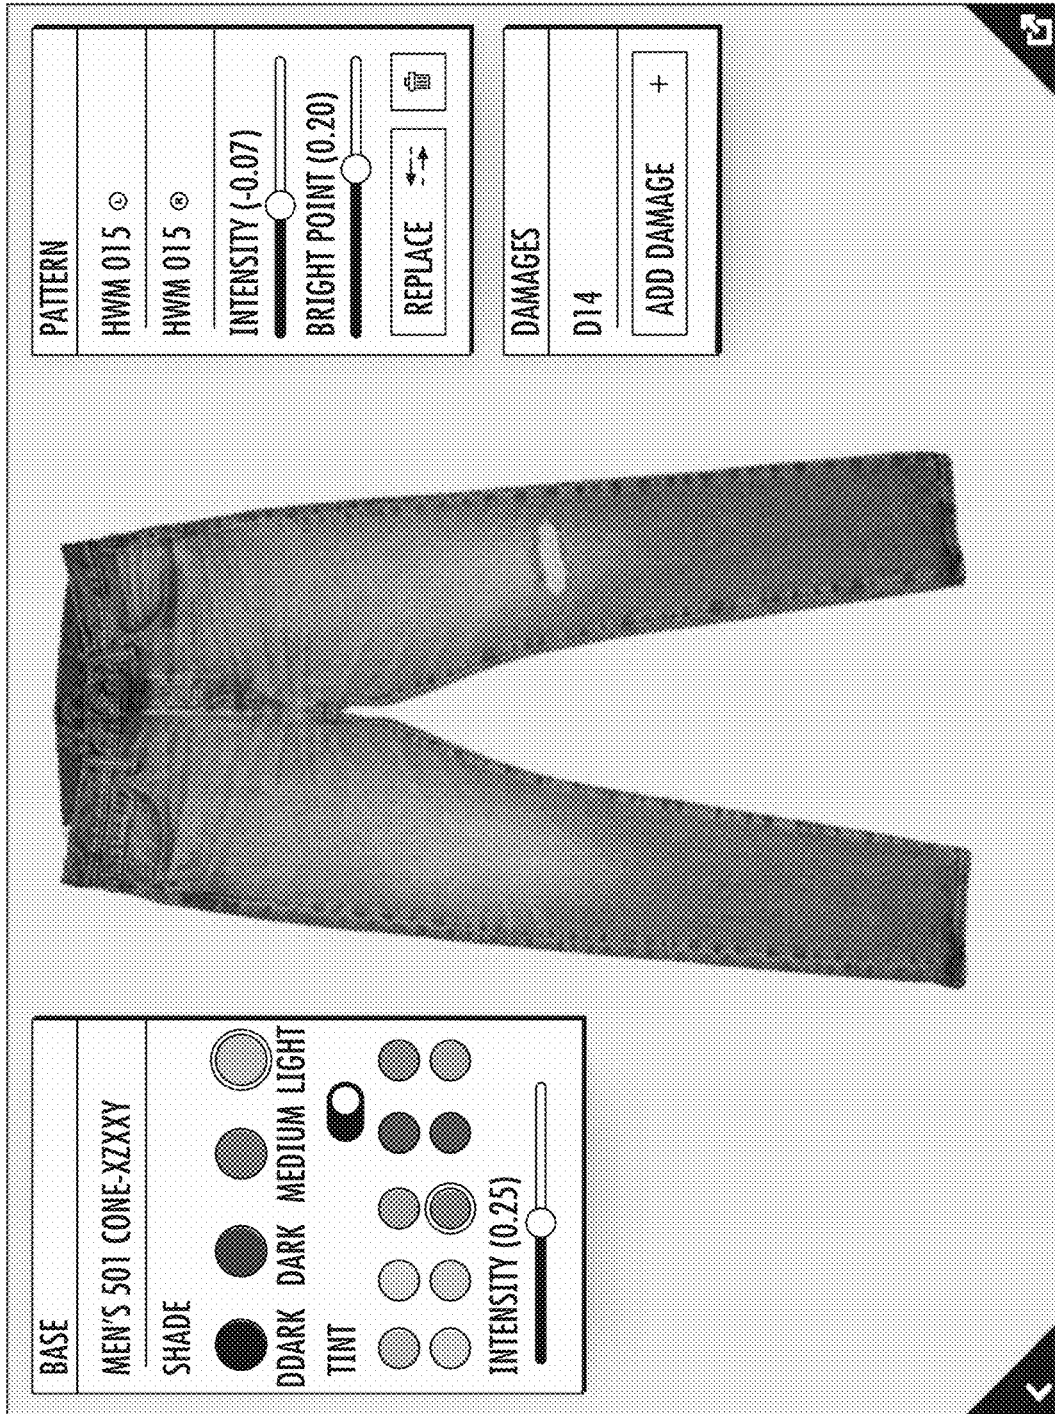 BASE
MEN'S 501 CONE-XZXXY
SHADE
DDARK DARK MEDIUM LIGHT
TINT
INTENSITY (0.25)
PATTERN
HWM 015 L
HWM 015 R
INTENSITY (-0.07)
BRIGHT POINT (0.20)
REPLACE
DAMAGES
D14
ADD DAMAGE +